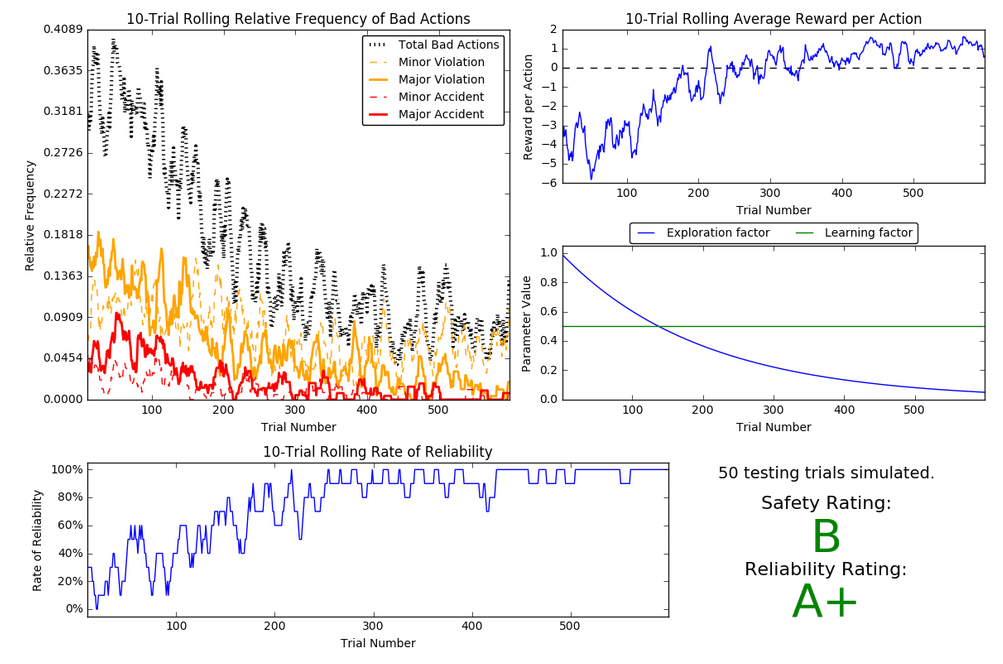 10-Trial Rolling Relative Frequency of Bad Actions
0.4089
0.3635
0.3181
0.2726
0.2272
0.1818
0.1363
0.0909
0.0454
0.0000
Relative Frequency
Total Bad Actions
Minor Violation
Major Violation
Minor Accident
Major Accident
100 200 300 400 500
Trial Number
10-Trial Rolling Average Reward per Action
2
1
0
−1
−2
−3
−4
−5
−6
Reward per Action
100 200 300 400 500
Trial Number
Exploration factor Learning factor
1.0
0.8
0.6
0.4
0.2
0.0
Parameter Value
100 200 300 400 500
Trial Number
10-Trial Rolling Rate of Reliability
100%
80%
60%
40%
20%
0%
Rate of Reliability
100 200 300 400 500
Trial Number
50 testing trials simulated.
Safety Rating:
B
Reliability Rating:
A+